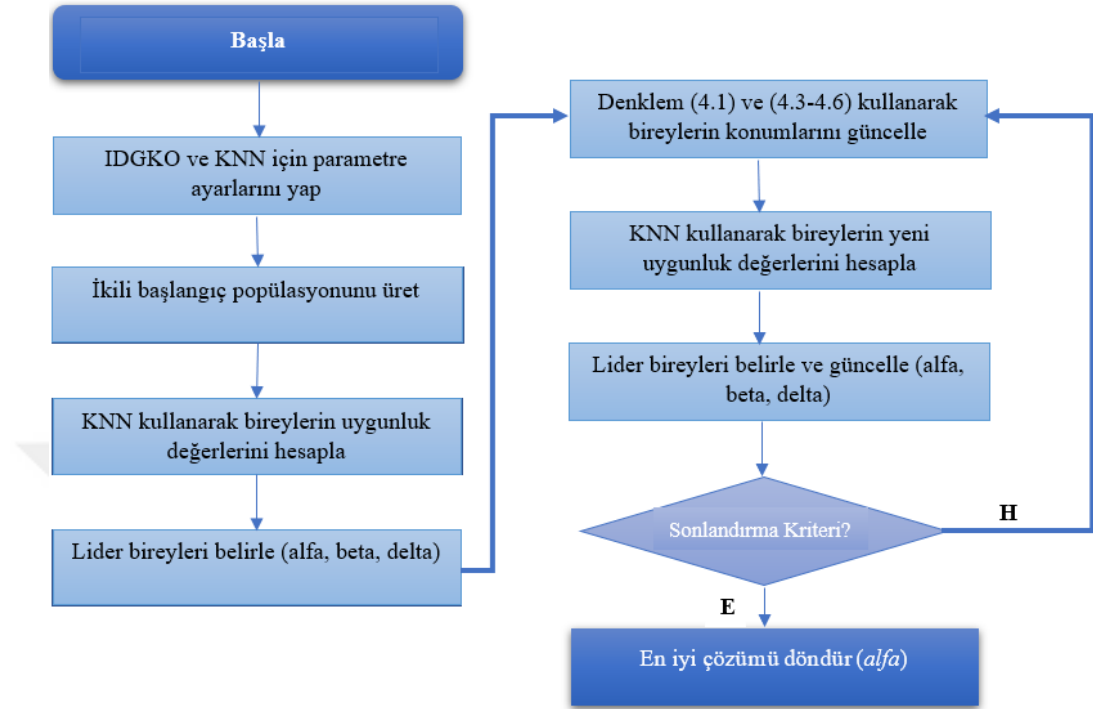 Başla
IDGKO ve KNN için parametre
ayarlarını yap
İkili başlangıç popülasyonunu üret
KNN kullanarak bireylerin uygunluk
değerlerini hesapla
Lider bireyleri belirle (alfa, beta, delta)
Denklem (4.1) ve (4.3-4.6) kullanarak
bireylerin konumlarını güncelle
KNN kullanarak bireylerin yeni
uygunluk değerlerini hesapla
Lider bireyleri belirle ve güncelle (alfa,
beta, delta)
Sonlandırma Kriteri?
H
E
En iyi çözümü döndür (alfa)